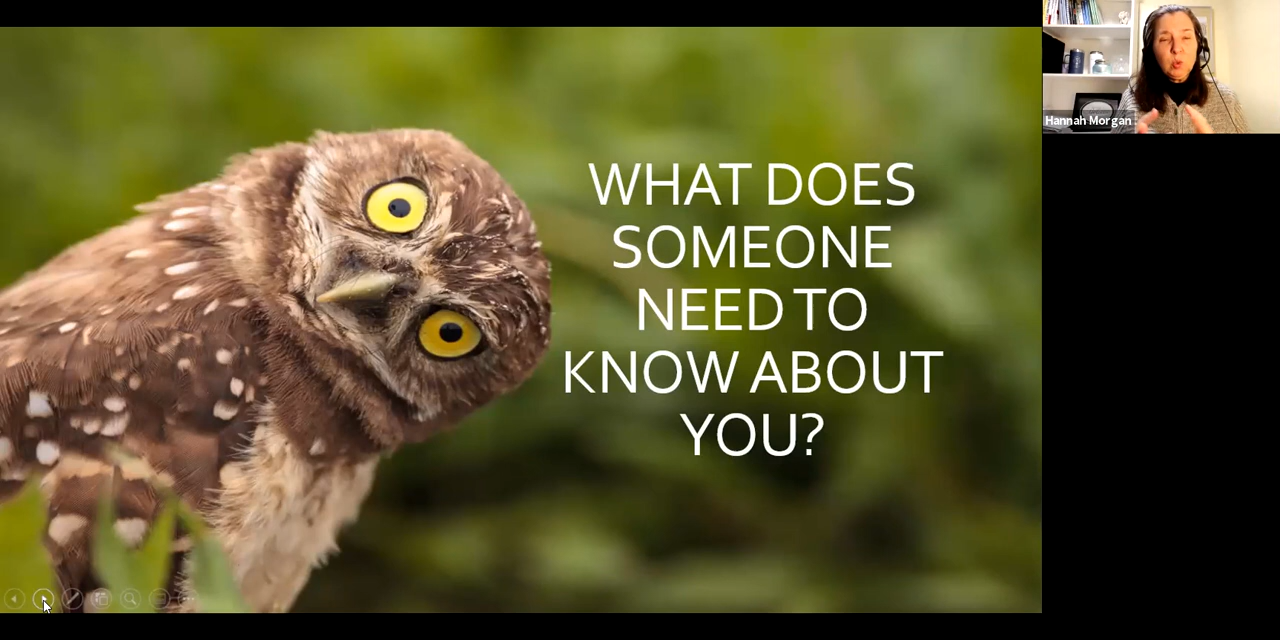 WHAT DOES
SOMEONE
NEED TO
KNOW ABOUT
YOU?
Hannah Morgan